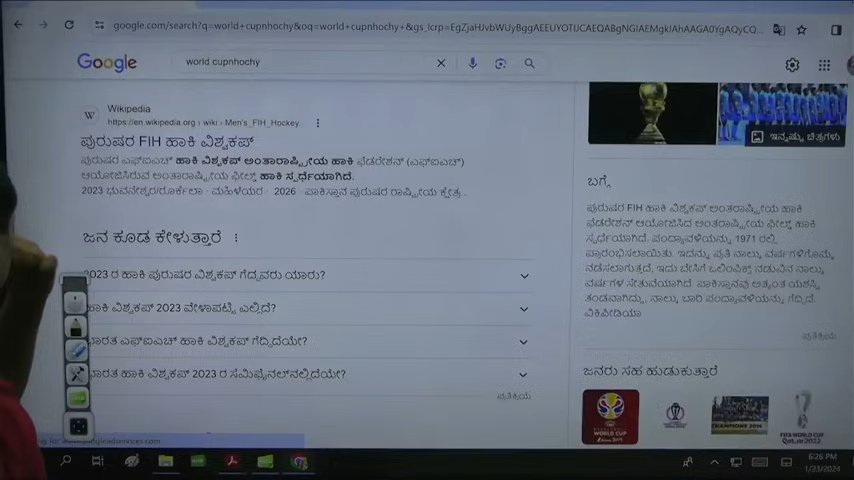 google.com/search?q=world+cupnhochy&oq=world+cupnhochy+&gs_lcrp=
Google
world cupnhochy
Wikipedia
https://en.wikipedia.org › wiki › Men's_FIH_Hockey
ಪುರುಷರ FIH ಹಾಕಿ ವಿಶ್ವಕಪ್
ಪುರುಷರ ಎಫ್‌ಐಎಚ್ ಹಾಕಿ ವಿಶ್ವಕಪ್ ಅಂತಾರಾಷ್ಟ್ರೀಯ ಹಾಕಿ ಫೆಡರೇಶನ್ (ಎಫ್‌ಐಎಚ್)
ಆಯೋಜಿಸಿರುವ ಅಂತಾರಾಷ್ಟ್ರೀಯ ಫೀಲ್ಡ್ ಹಾಕಿ ಸ್ಪರ್ಧೆಯಾಗಿದೆ.
2023 ಭುವನೇಶ್ವರ/ರೂರ್ಕೆಲಾ · ಮಹಿಳೆಯರ · 2026 · ಪಾಕಿಸ್ತಾನ ಪುರುಷರ ರಾಷ್ಟ್ರೀಯ ಕ್ಷೇತ್ರ ..
ಜನ ಕೂಡ ಕೇಳುತ್ತಾರೆ
2023 ರ ಹಾಕಿ ಪುರುಷರ ವಿಶ್ವಕಪ್ ಗೆದ್ದವರು ಯಾರು?
ಹಾಕಿ ವಿಶ್ವಕಪ್ 2023 ವೇಳಾಪಟ್ಟಿ ಎಲ್ಲಿದೆ?
ಭಾರತ ಎಫ್‌ಐಎಚ್ ಹಾಕಿ ವಿಶ್ವಕಪ್ ಗೆದ್ದಿದೆಯೇ?
ಭಾರತ ಹಾಕಿ ವಿಶ್ವಕಪ್ 2023 ರ ಸೆಮಿಫೈನಲ್‌ನಲ್ಲಿದೆಯೇ?
ಪ್ರತಿಕ್ರಿಯೆ
ಇನ್ನಷ್ಟು ಚಿತ್ರಗಳು
ಬಗ್ಗೆ
ಪುರುಷರ FIH ಹಾಕಿ ವಿಶ್ವಕಪ್ ಅಂತರಾಷ್ಟ್ರೀಯ ಹಾಕಿ
ಫೆಡರೇಶನ್ ಆಯೋಜಿಸಿದ ಅಂತರಾಷ್ಟ್ರೀಯ ಫೀಲ್ಡ್ ಹಾಕಿ
ಸ್ಪರ್ಧೆಯಾಗಿದೆ. ಪಂದ್ಯಾವಳಿಯನ್ನು 1971 ರಲ್ಲಿ
ಪ್ರಾರಂಭಿಸಲಾಯಿತು. ಇದನ್ನು ಪ್ರತಿ ನಾಲ್ಕು ವರ್ಷಗಳಿಗೊಮ್ಮೆ
ನಡೆಸಲಾಗುತ್ತದೆ, ಇದು ಬೇಸಿಗೆ ಒಲಿಂಪಿಕ್ಸ್ ನಡುವಿನ ನಾಲ್ಕು
ವರ್ಷಗಳ ಸೇತುವೆಯಾಗಿದೆ. ಪಾಕಿಸ್ತಾನವು ಅತ್ಯಂತ ಯಶಸ್ವಿ
ತಂಡವಾಗಿದ್ದು, ನಾಲ್ಕು ಬಾರಿ ಪಂದ್ಯಾವಳಿಯನ್ನು ಗೆದ್ದಿದೆ.
ವಿಕಿಪೀಡಿಯಾ
ಪ್ರತಿಕ್ರಿಯೆ
ಜನರು ಸಹ ಹುಡುಕುತ್ತಾರೆ
WORLD CUP
FIFA WORLD CUP
6:26 PM
1/23/2024